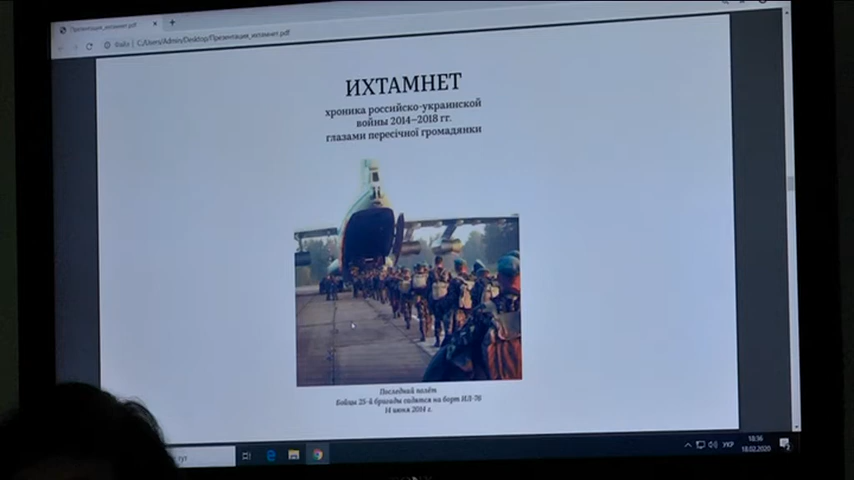 Презентация_ихтамнет.pdf
Файл | C:/Users/Admin/Desktop/Презентация_ихтамнет.pdf
ИХТАМНЕТ
хроника российско-украинской
войны 2014–2018 гг.
глазами пересічної громадянки
Последний полёт
Бойцы 25-й бригады садятся на борт ИЛ-76
14 июня 2014 г.
тут
УКР
18:36
18.02.2020